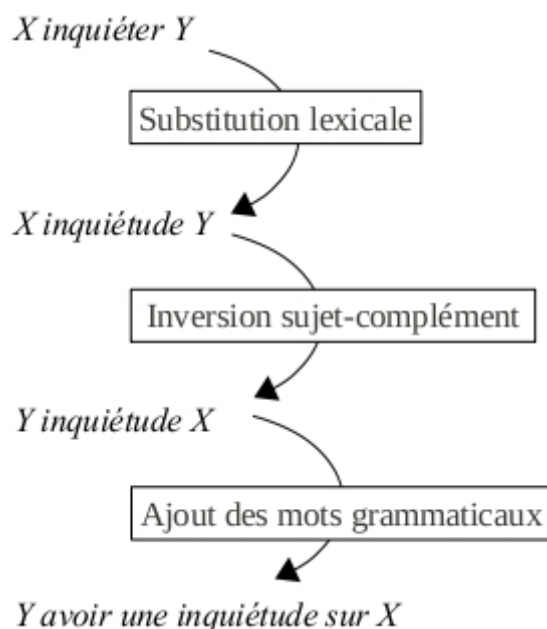 X inquiéter Y
Substitution lexicale
X inquiétude Y
Inversion sujet-complément
Y inquiétude X
Ajout des mots grammaticaux
Y avoir une inquiétude sur X